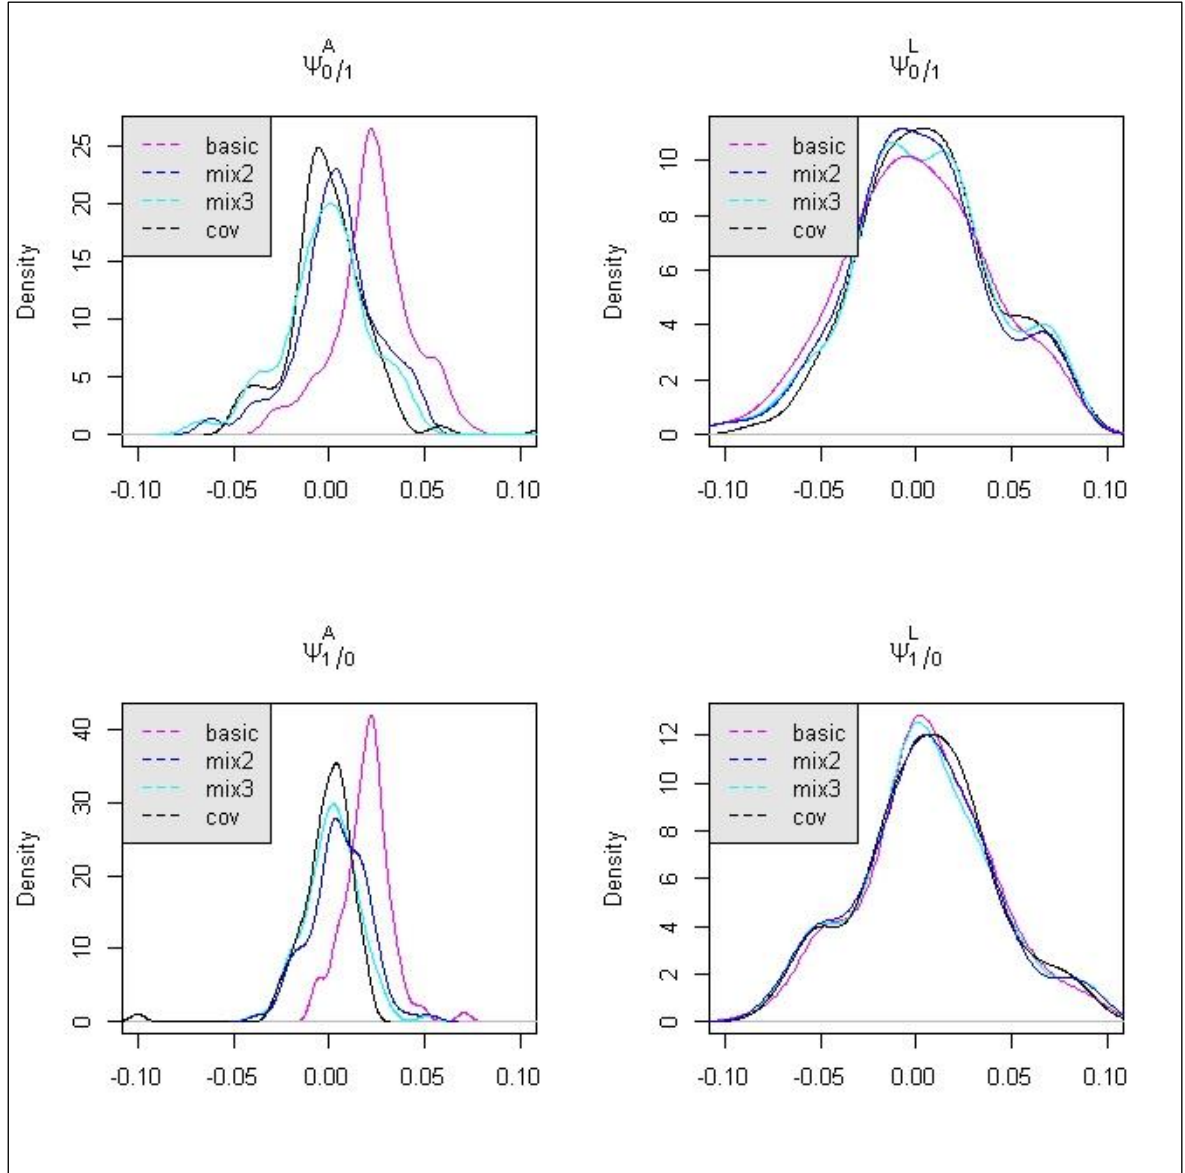 Ψ^A_0/1
basic
mix2
mix3
cov
Density
0 5 10 15 20 25
-0.10 -0.05 0.00 0.05 0.10
Ψ^L_0/1
basic
mix2
mix3
cov
Density
0 2 4 6 8 10
-0.10 -0.05 0.00 0.05 0.10
Ψ^A_1/0
basic
mix2
mix3
cov
Density
0 10 20 30 40
-0.10 -0.05 0.00 0.05 0.10
Ψ^L_1/0
basic
mix2
mix3
cov
Density
0 2 4 6 8 10 12
-0.10 -0.05 0.00 0.05 0.10